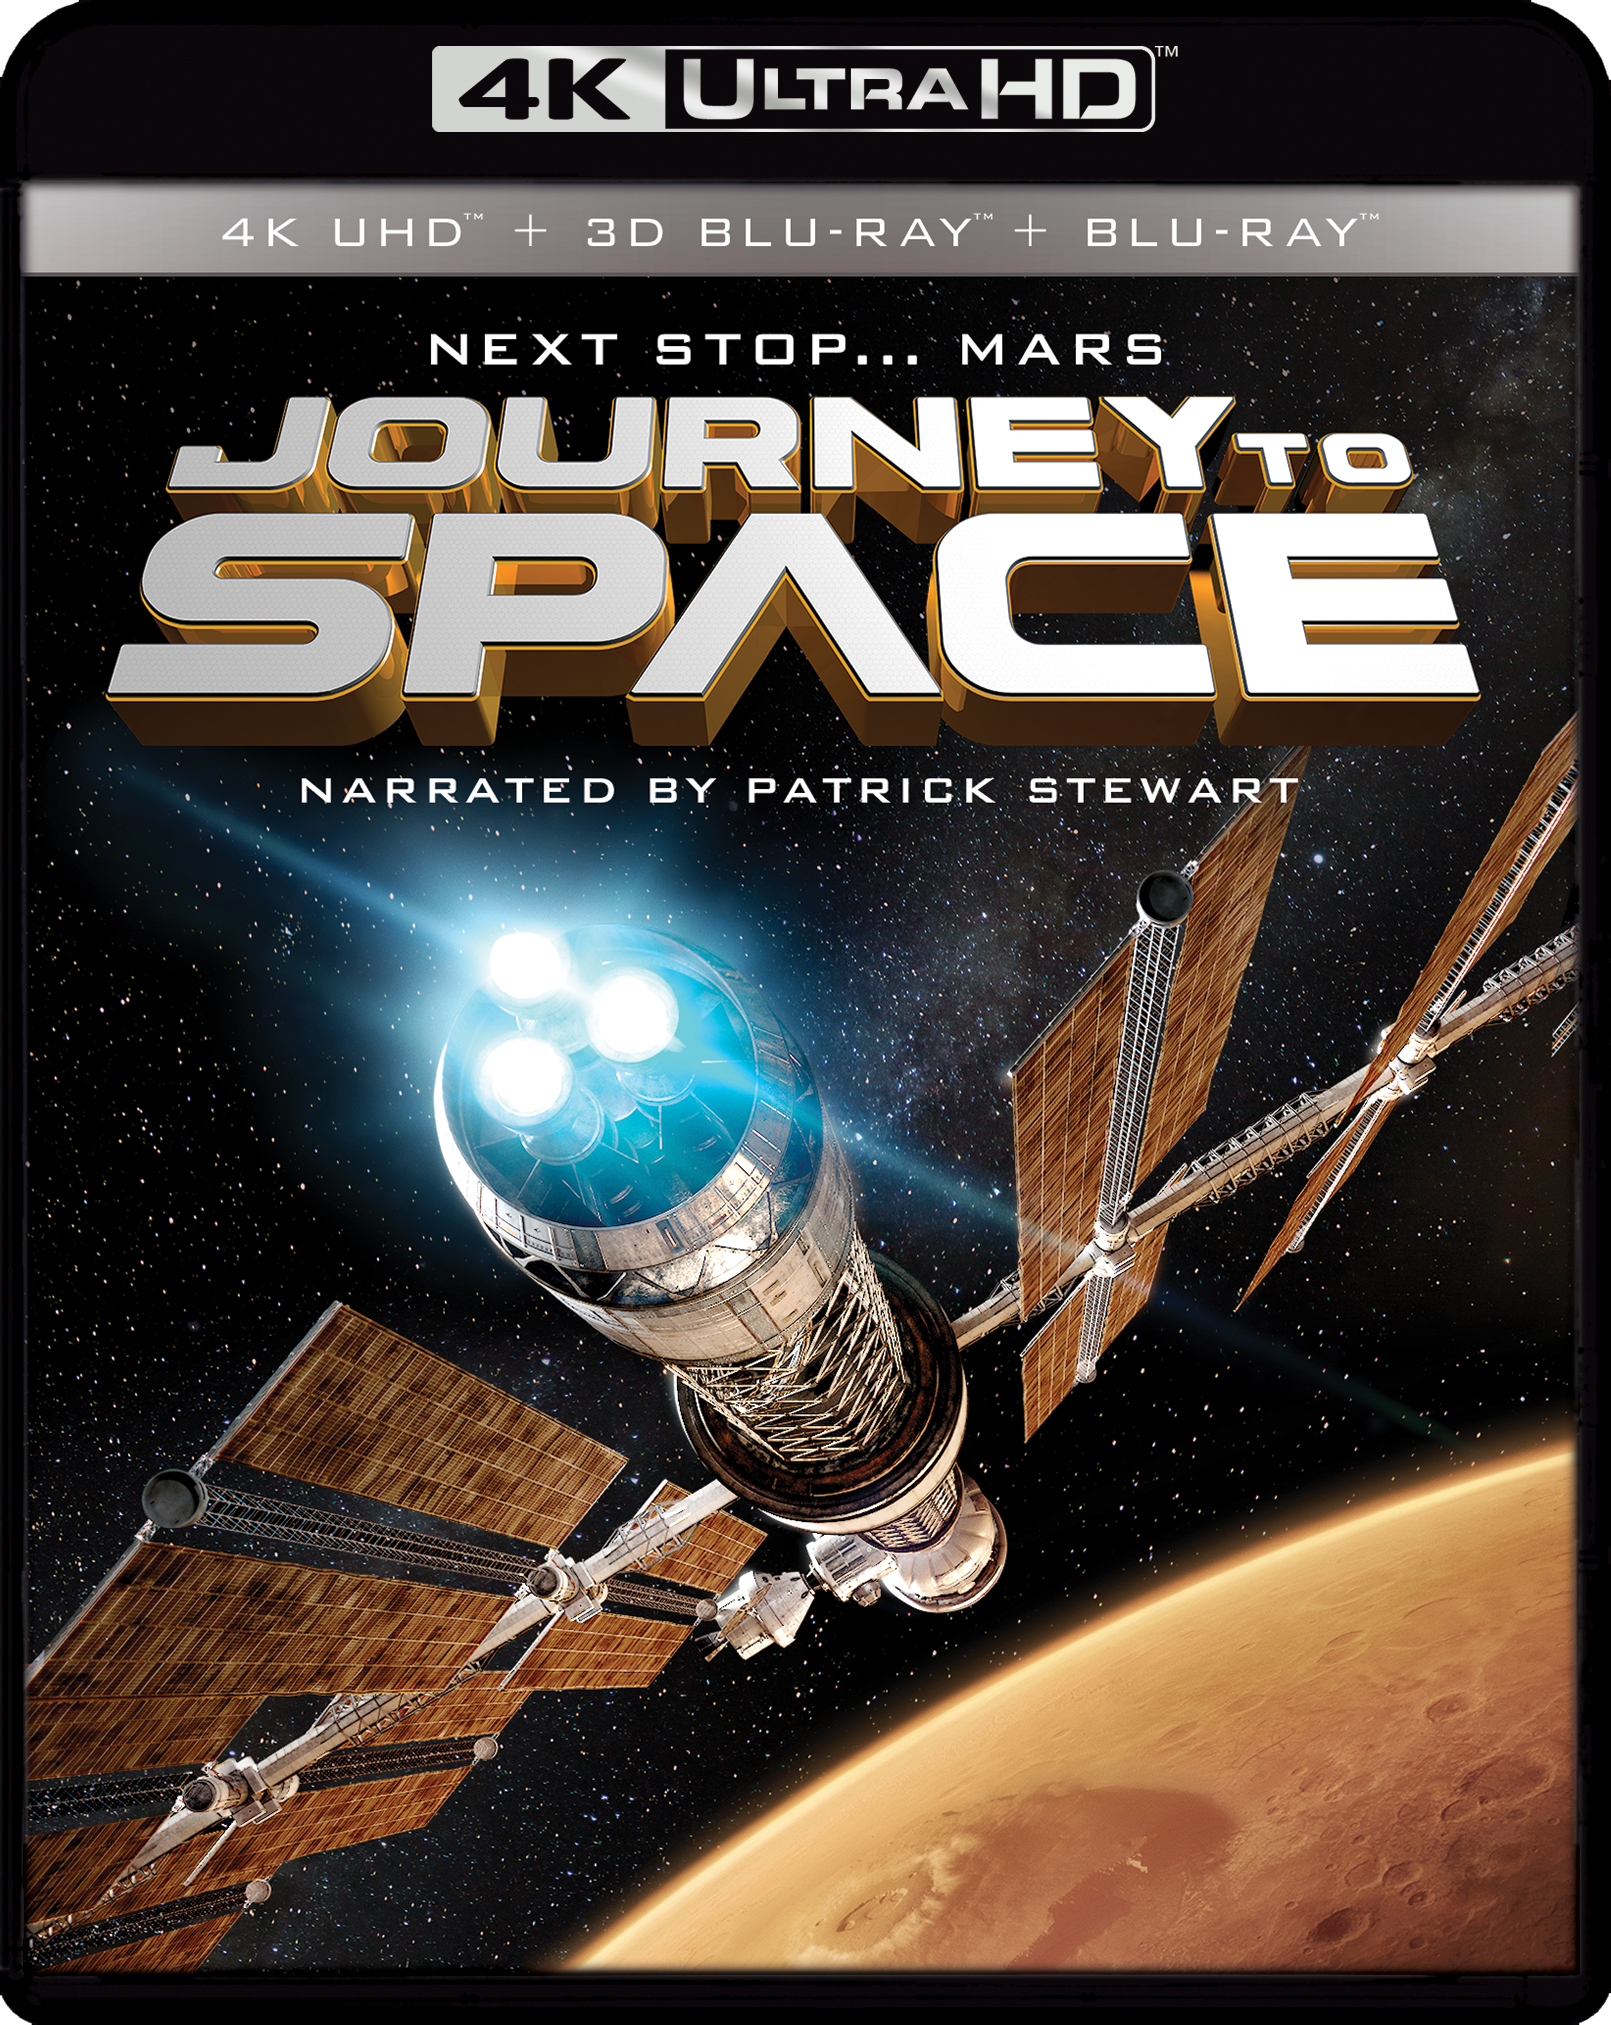 4K ULTRA HD™
4K UHD™ + 3D BLU-RAY™ + BLU-RAY™
NEXT STOP... MARS
JOURNEY TO
SPACE
NARRATED BY PATRICK STEWART